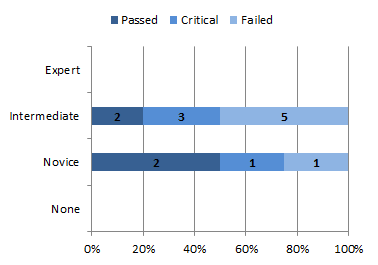 Passed Critical Failed
Expert
Intermediate 2 3 5
Novice 2 1 1
None
0% 20% 40% 60% 80% 100%